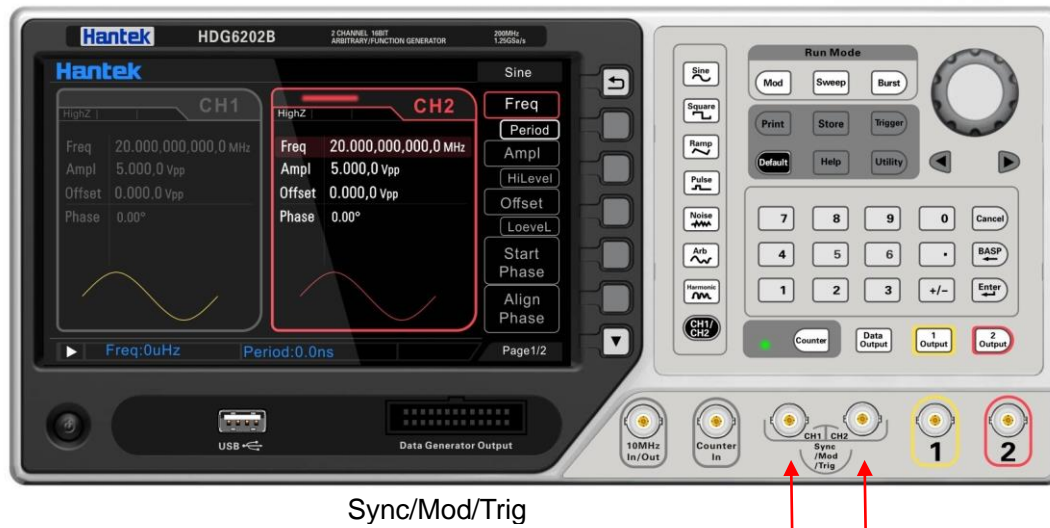 Hantek HDG6202B 2 CHANNEL 16BIT ARBITRARY/FUNCTION GENERATOR 200MHz 1.25GSa/s
Hantek Sine
CH1
HighZ
Freq 20.000,000,000,0 MHz
Ampl 5.000,0 Vpp
Offset 0.000,0 Vpp
Phase 0.00°
CH2
HighZ
Freq 20.000,000,000,0 MHz
Ampl 5.000,0 Vpp
Offset 0.000,0 Vpp
Phase 0.00°
Freq
Period
Ampl
HiLevel
Offset
LoeveL
Start
Phase
Align
Phase
Freq:0uHz Period:0.0ns Page1/2
Sine
Square
Ramp
Pulse
Noise
Arb
Harmonic
CH1/
CH2
Run Mode
Mod Sweep Burst
Print Store Trigger
Default Help Utility
7 8 9 0 Cancel
4 5 6 . BASP
1 2 3 +/- Enter
Counter
Data
Output
1
Output
2
Output
USB
Data Generator Output
10MHz
In/Out
Counter
In
CH1 CH2
Sync
/Mod
/Trig
1
2
Sync/Mod/Trig